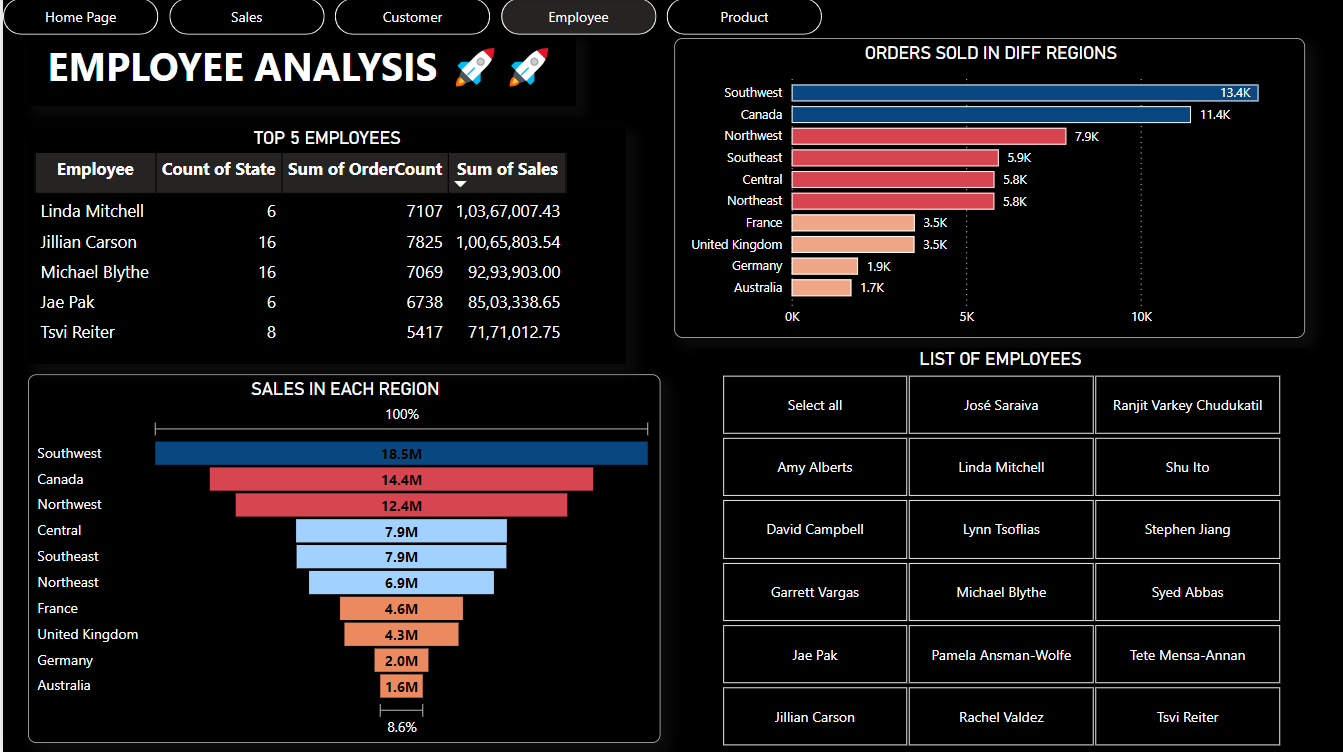 Home Page Sales Customer Employee Product
EMPLOYEE ANALYSIS 🚀 🚀
TOP 5 EMPLOYEES
Employee Count of State Sum of OrderCount Sum of Sales
Linda Mitchell 6 7107 1,03,67,007.43
Jillian Carson 16 7825 1,00,65,803.54
Michael Blythe 16 7069 92,93,903.00
Jae Pak 6 6738 85,03,338.65
Tsvi Reiter 8 5417 71,71,012.75
SALES IN EACH REGION
100%
Southwest 18.5M
Canada 14.4M
Northwest 12.4M
Central 7.9M
Southeast 7.9M
Northeast 6.9M
France 4.6M
United Kingdom 4.3M
Germany 2.0M
Australia 1.6M
8.6%
ORDERS SOLD IN DIFF REGIONS
Southwest 13.4K
Canada 11.4K
Northwest 7.9K
Southeast 5.9K
Central 5.8K
Northeast 5.8K
France 3.5K
United Kingdom 3.5K
Germany 1.9K
Australia 1.7K
0K 5K 10K
LIST OF EMPLOYEES
Select all José Saraiva Ranjit Varkey Chudukatil
Amy Alberts Linda Mitchell Shu Ito
David Campbell Lynn Tsoflias Stephen Jiang
Garrett Vargas Michael Blythe Syed Abbas
Jae Pak Pamela Ansman-Wolfe Tete Mensa-Annan
Jillian Carson Rachel Valdez Tsvi Reiter